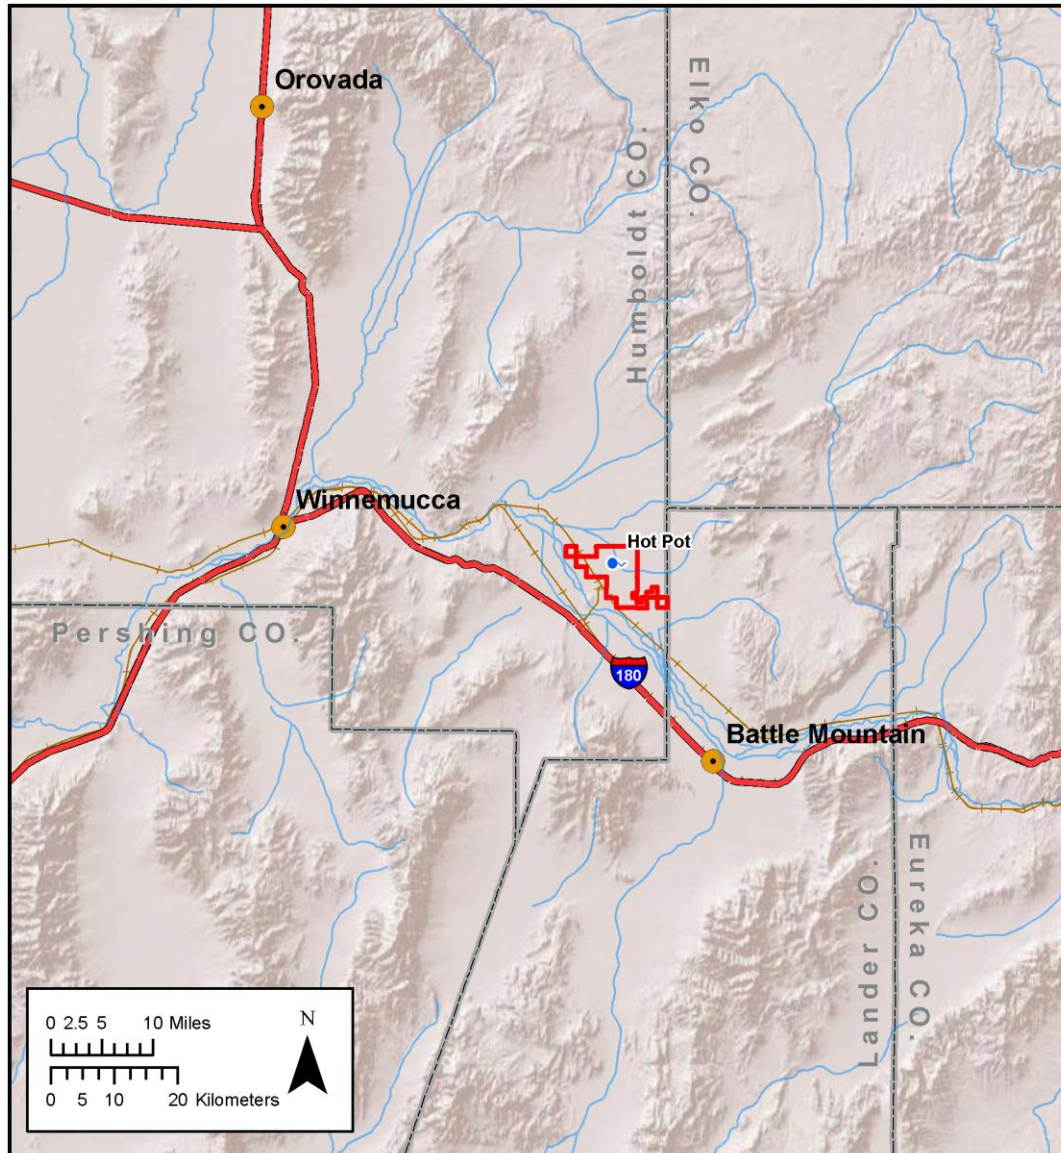 Orovada
Elko CO.
Humboldt CO.
Winnemucca
Hot Pot
Pershing CO.
180
Battle Mountain
Lauder CO.
Eureka CO.
0 2.5 5 10 Miles
N
0 5 10 20 Kilometers